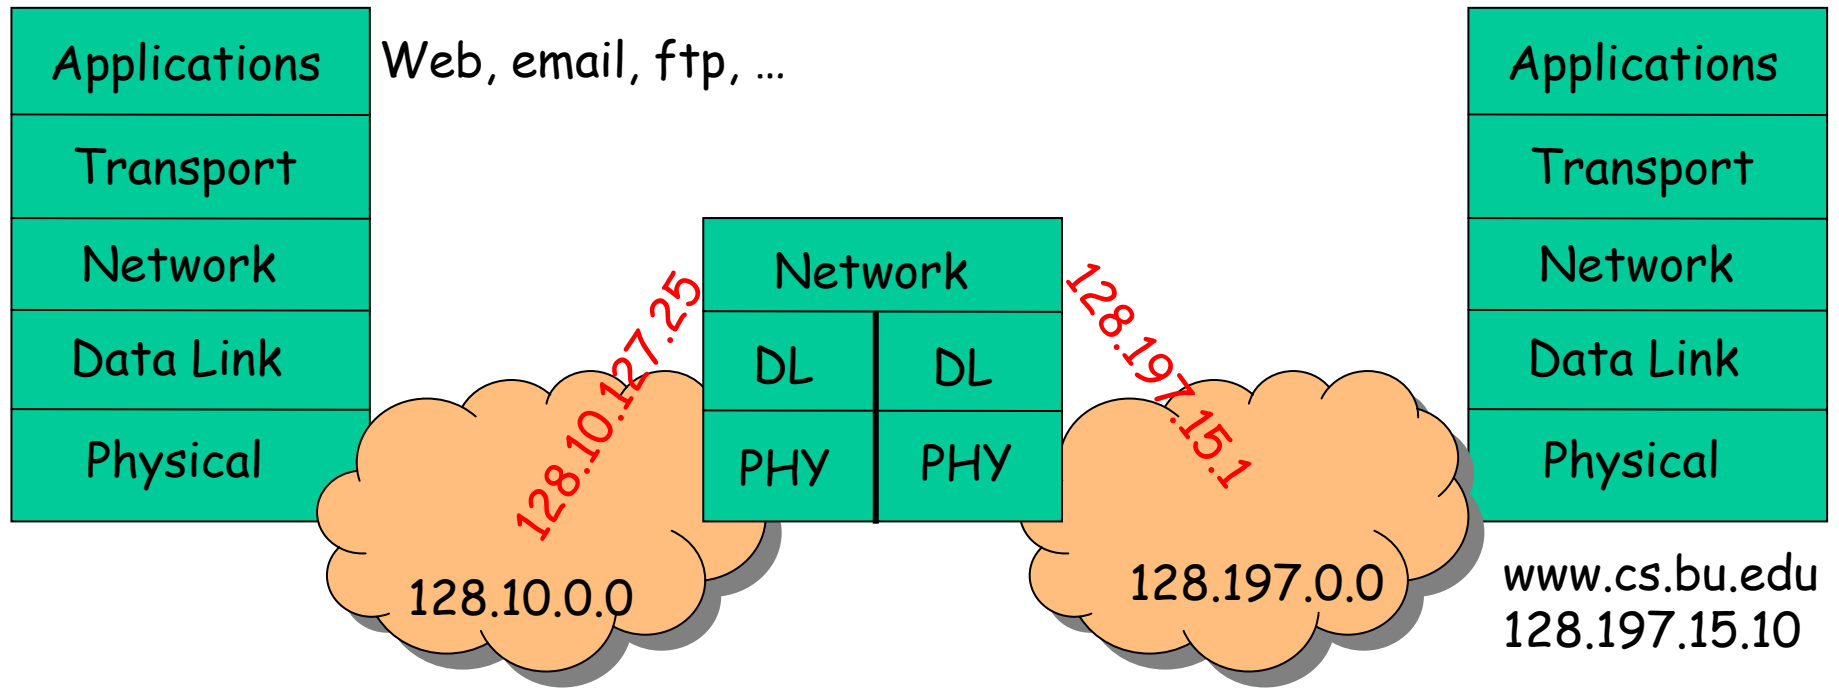 Applications
Web, email, ftp, ...
Transport
Network
Data Link
Physical
128.10.127.25
128.10.0.0
Network
DL
DL
PHY
PHY
128.197.15.1
128.197.0.0
Applications
Transport
Network
Data Link
Physical
www.cs.bu.edu
128.197.15.10